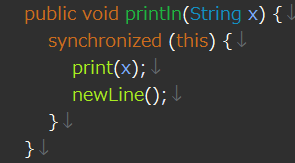 public void println(String x) {↓
    synchronized (this) {↓
        print(x);↓
        newLine();↓
    }↓
}↓